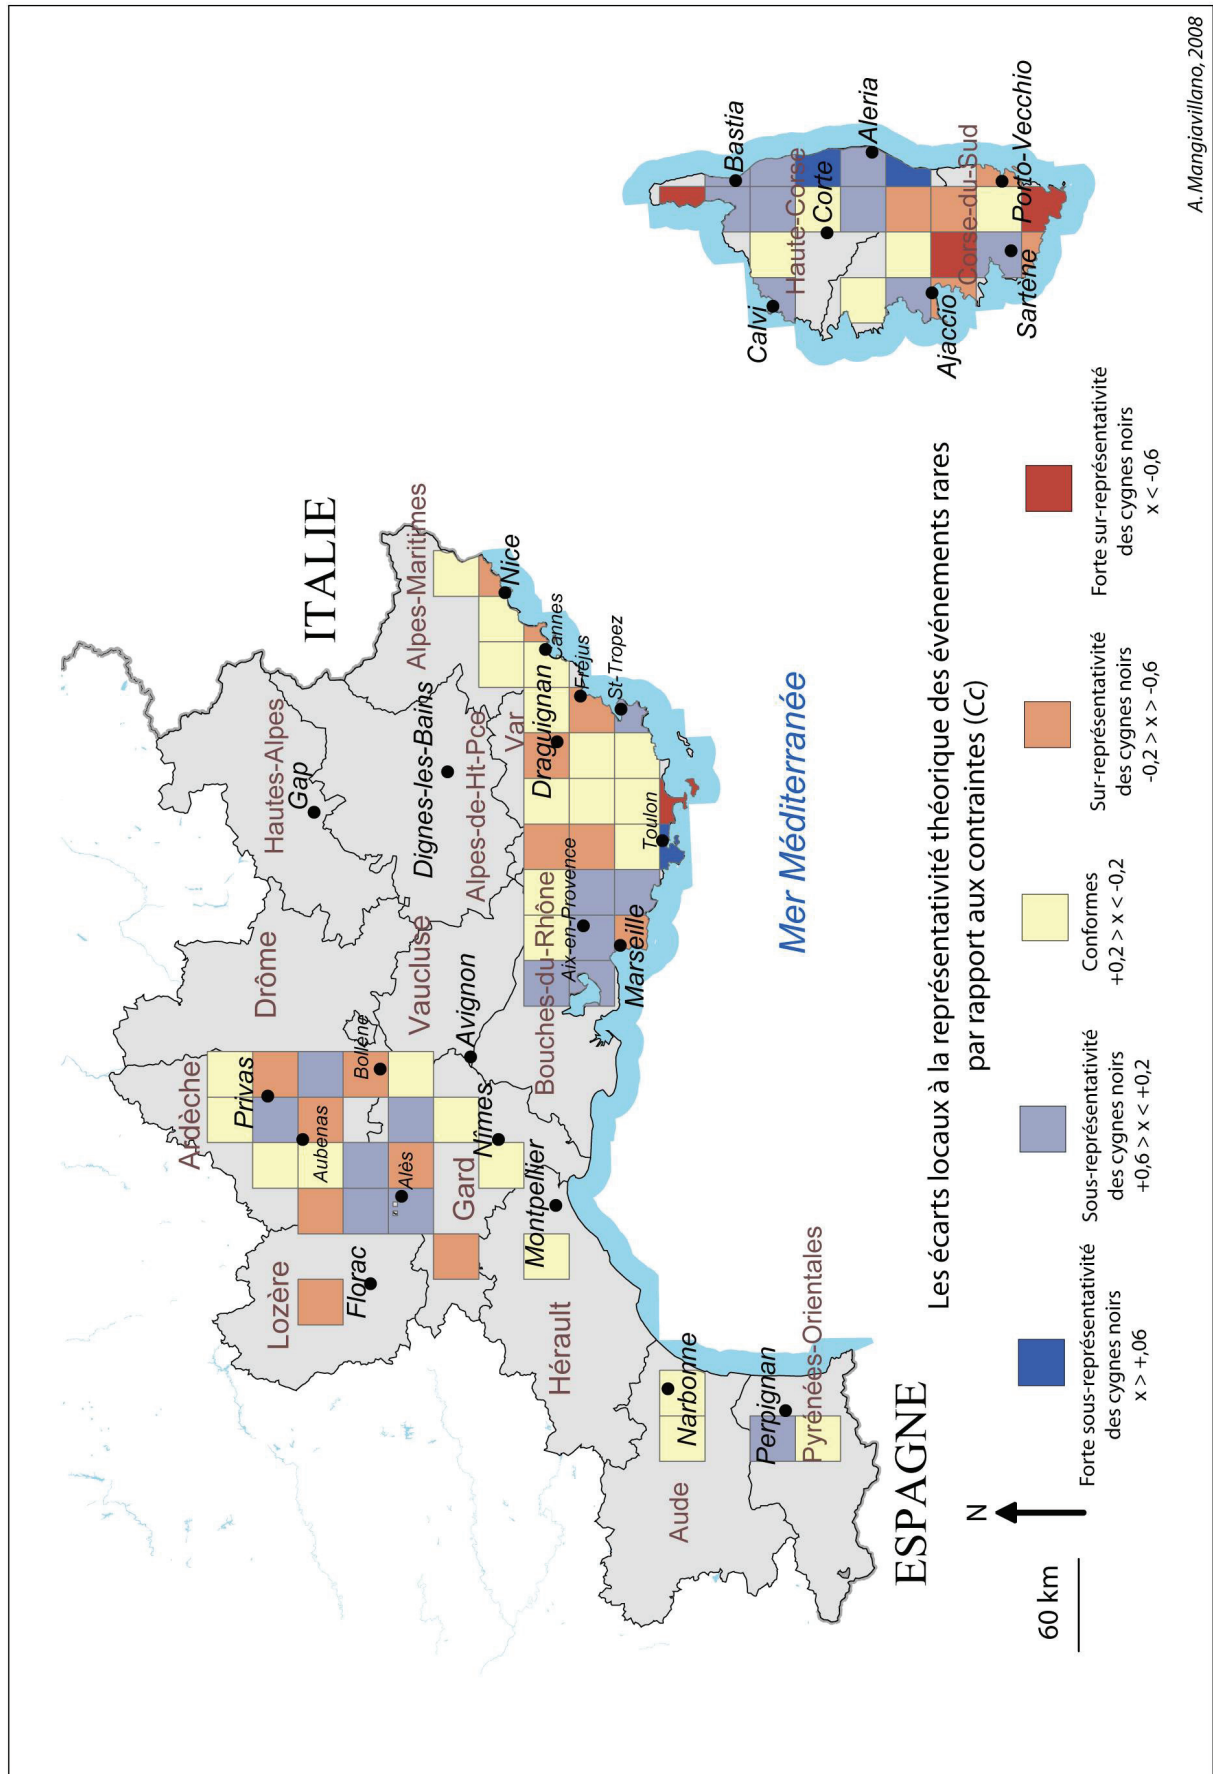 ITALIE
Hautes-Alpes
Gap
Drôme
Ardèche
Privas
Lozère
Aubenas
Florac
Bollène
Alès
Dignes-les-Bains
Alpes-Maritimes
Vaucluse
Avignon
Alpes-de-Ht-Pce
Gard
Nîmes
Nice
Var
Draguignan
Cannes
Montpellier
Bouches-du-Rhône
Aix-en-Provence
Fréjus
St-Tropez
Hérault
Marseille
Toulon
Narbonne
Aude
Mer Méditerranée
Perpignan
Pyrénées-Orientales
ESPAGNE
Bastia
Calvi
Haute-Corse
Corte
Aleria
Ajaccio
Corse-du-Sud
Sartène
Porto-Vecchio
N
60 km
Les écarts locaux à la représentativité théorique des événements rares
par rapport aux contraintes (Cc)
Forte sous-représentativité
des cygnes noirs
x > +,06
Sous-représentativité
des cygnes noirs
+0,6 > x < +0,2
Conformes
+0,2 > x < -0,2
Sur-représentativité
des cygnes noirs
-0,2 > x > -0,6
Forte sur-représentativité
des cygnes noirs
x < -0,6
A. Mangiavillano, 2008